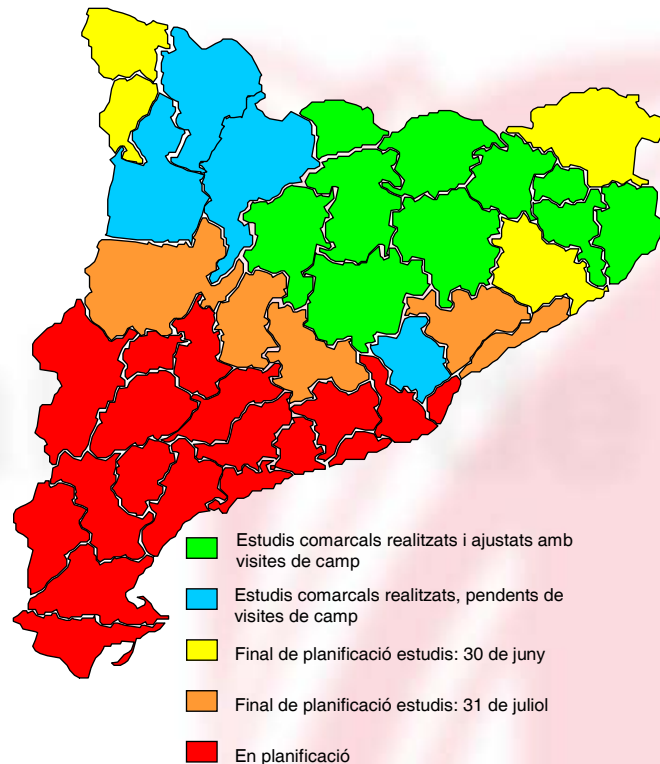 Estudis comarcals realitzats i ajustats amb
visites de camp
Estudis comarcals realitzats, pendents de
visites de camp
Final de planificació estudis: 30 de juny
Final de planificació estudis: 31 de juliol
En planificació